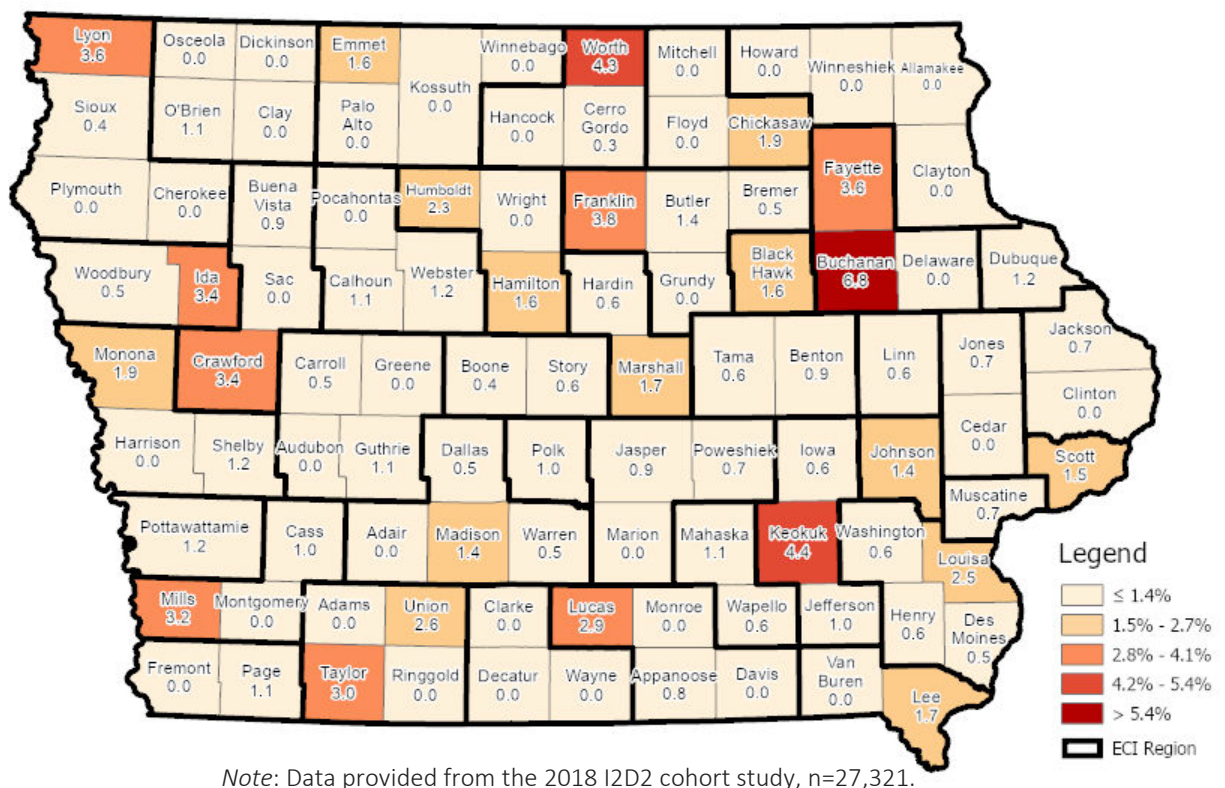 Lyon
3.6
Osceola
0.0
Dickinson
0.0
Emmet
1.6
Kossuth
0.0
Winnebago
0.0
Worth
4.3
Mitchell
0.0
Howard
0.0
Winneshiek
0.0
Allamakee
0.0
Sioux
0.4
O'Brien
1.1
Clay
0.0
Palo
Alto
0.0
Hancock
0.0
Cerro
Gordo
0.3
Floyd
0.0
Chickasaw
1.9
Fayette
3.6
Clayton
0.0
Plymouth
0.0
Cherokee
0.0
Buena
Vista
0.9
Pocahontas
0.0
Humboldt
2.3
Wright
0.0
Franklin
3.8
Butler
1.4
Bremer
0.5
Woodbury
0.5
Ida
3.4
Sac
0.0
Calhoun
1.1
Webster
1.2
Hamilton
1.6
Hardin
0.6
Grundy
0.0
Black
Hawk
1.6
Buchanan
6.8
Delaware
0.0
Dubuque
1.2
Monona
1.9
Crawford
3.4
Carroll
0.5
Greene
0.0
Boone
0.4
Story
0.6
Marshall
1.7
Tama
0.6
Benton
0.9
Linn
0.6
Jones
0.7
Jackson
0.7
Clinton
0.0
Cedar
0.0
Harrison
0.0
Shelby
1.2
Audubon
0.0
Guthrie
1.1
Dallas
0.5
Polk
1.0
Jasper
0.9
Poweshiek
0.7
Iowa
0.6
Johnson
1.4
Scott
1.5
Muscatine
0.7
Pottawattamie
1.2
Cass
1.0
Adair
0.0
Madison
1.4
Warren
0.5
Marion
0.0
Mahaska
1.1
Keokuk
4.4
Washington
0.6
Louisa
2.5
Mills
3.2
Montgomery
0.0
Adams
0.0
Union
2.6
Clarke
0.0
Lucas
2.9
Monroe
0.0
Wapello
0.6
Jefferson
1.0
Henry
0.6
Des
Moines
0.5
Fremont
0.0
Page
1.1
Taylor
3.0
Ringgold
0.0
Decatur
0.0
Wayne
0.0
Appanoose
0.8
Davis
0.0
Van
Buren
0.0
Lee
1.7
Legend
≤ 1.4%
1.5% - 2.7%
2.8% - 4.1%
4.2% - 5.4%
> 5.4%
ECI Region
Note: Data provided from the 2018 I2D2 cohort study, n=27,321.